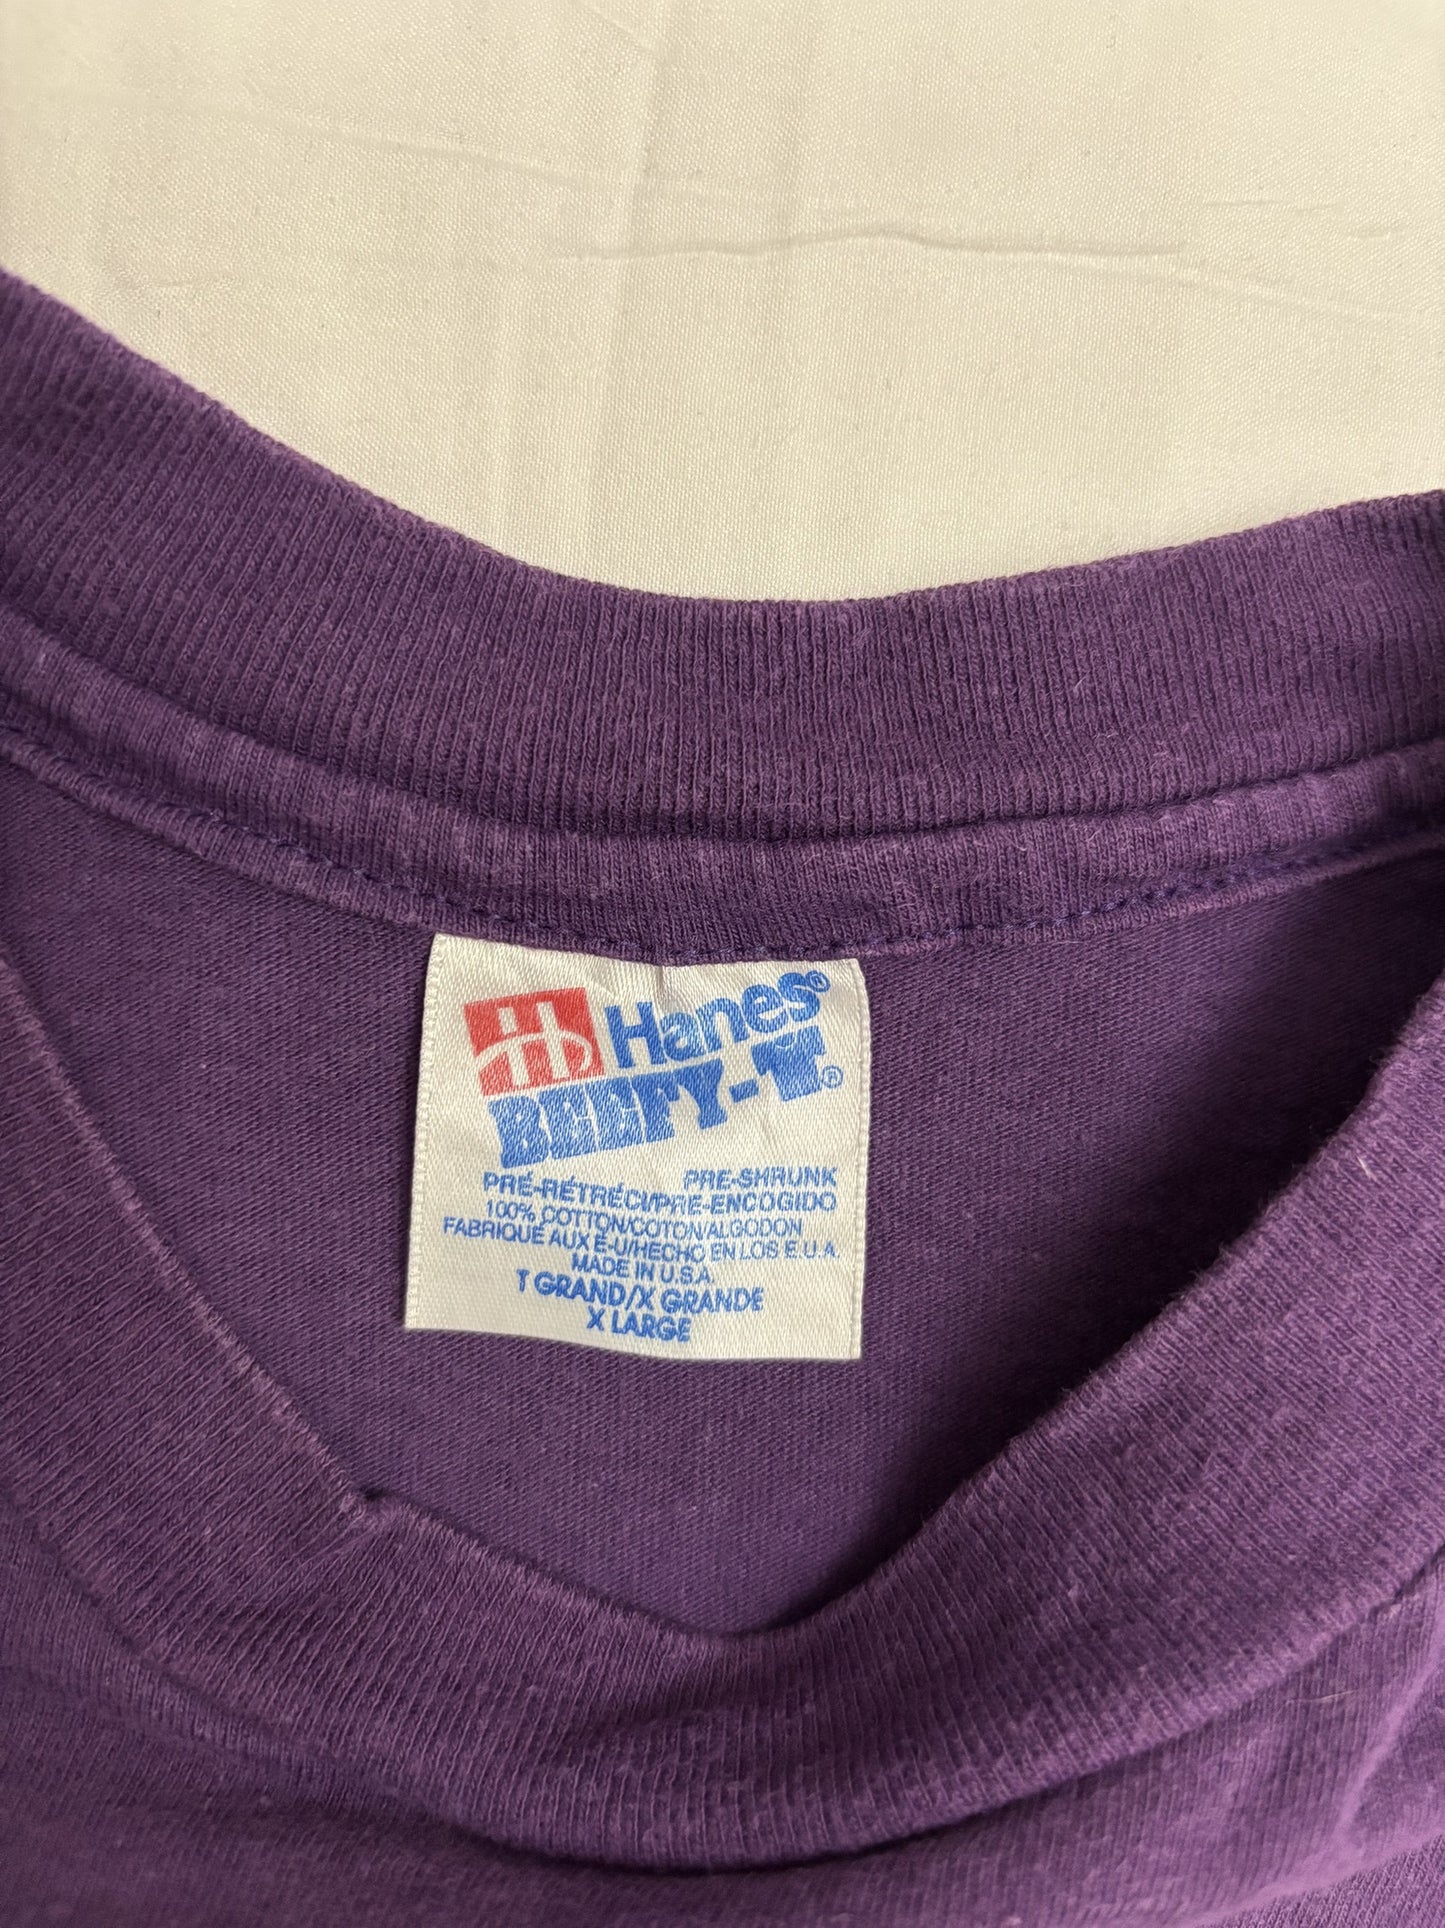 Hanes®
BEEFY-T®
PRE-SHRUNK
PRÉ-RÉTRÉCI/PRE-ENCOGIDO
100% COTTON/COTON/ALGODON
FABRIQUÉ AUX É-U/HECHO EN LOS E.U.A.
MADE IN U.S.A.
T GRAND/X GRANDE
X LARGE